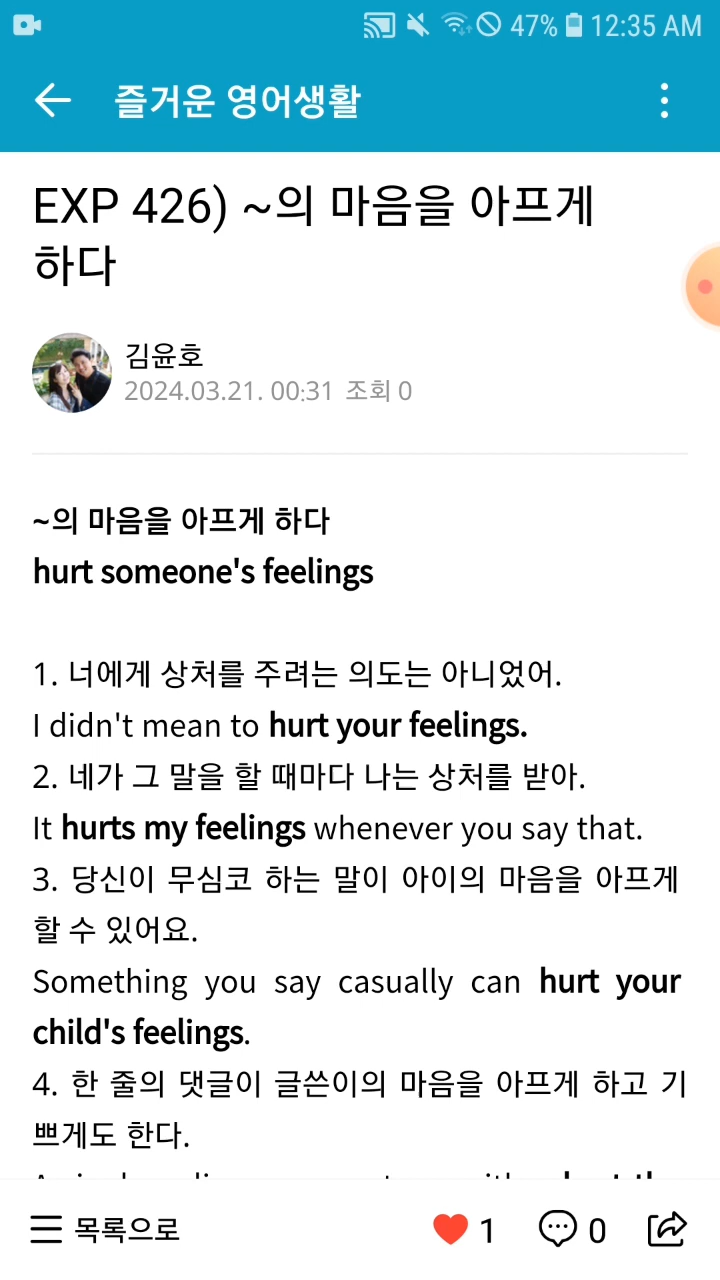 47% 12:35 AM
즐거운 영어생활
EXP 426) ~의 마음을 아프게
하다
김윤호
2024.03.21. 00:31 조회 0
~의 마음을 아프게 하다
hurt someone's feelings
1. 너에게 상처를 주려는 의도는 아니었어.
I didn't mean to hurt your feelings.
2. 네가 그 말을 할 때마다 나는 상처를 받아.
It hurts my feelings whenever you say that.
3. 당신이 무심코 하는 말이 아이의 마음을 아프게
할 수 있어요.
Something you say casually can hurt your
child's feelings.
4. 한 줄의 댓글이 글쓴이의 마음을 아프게 하고 기
쁘게도 한다.
목록으로 1 0